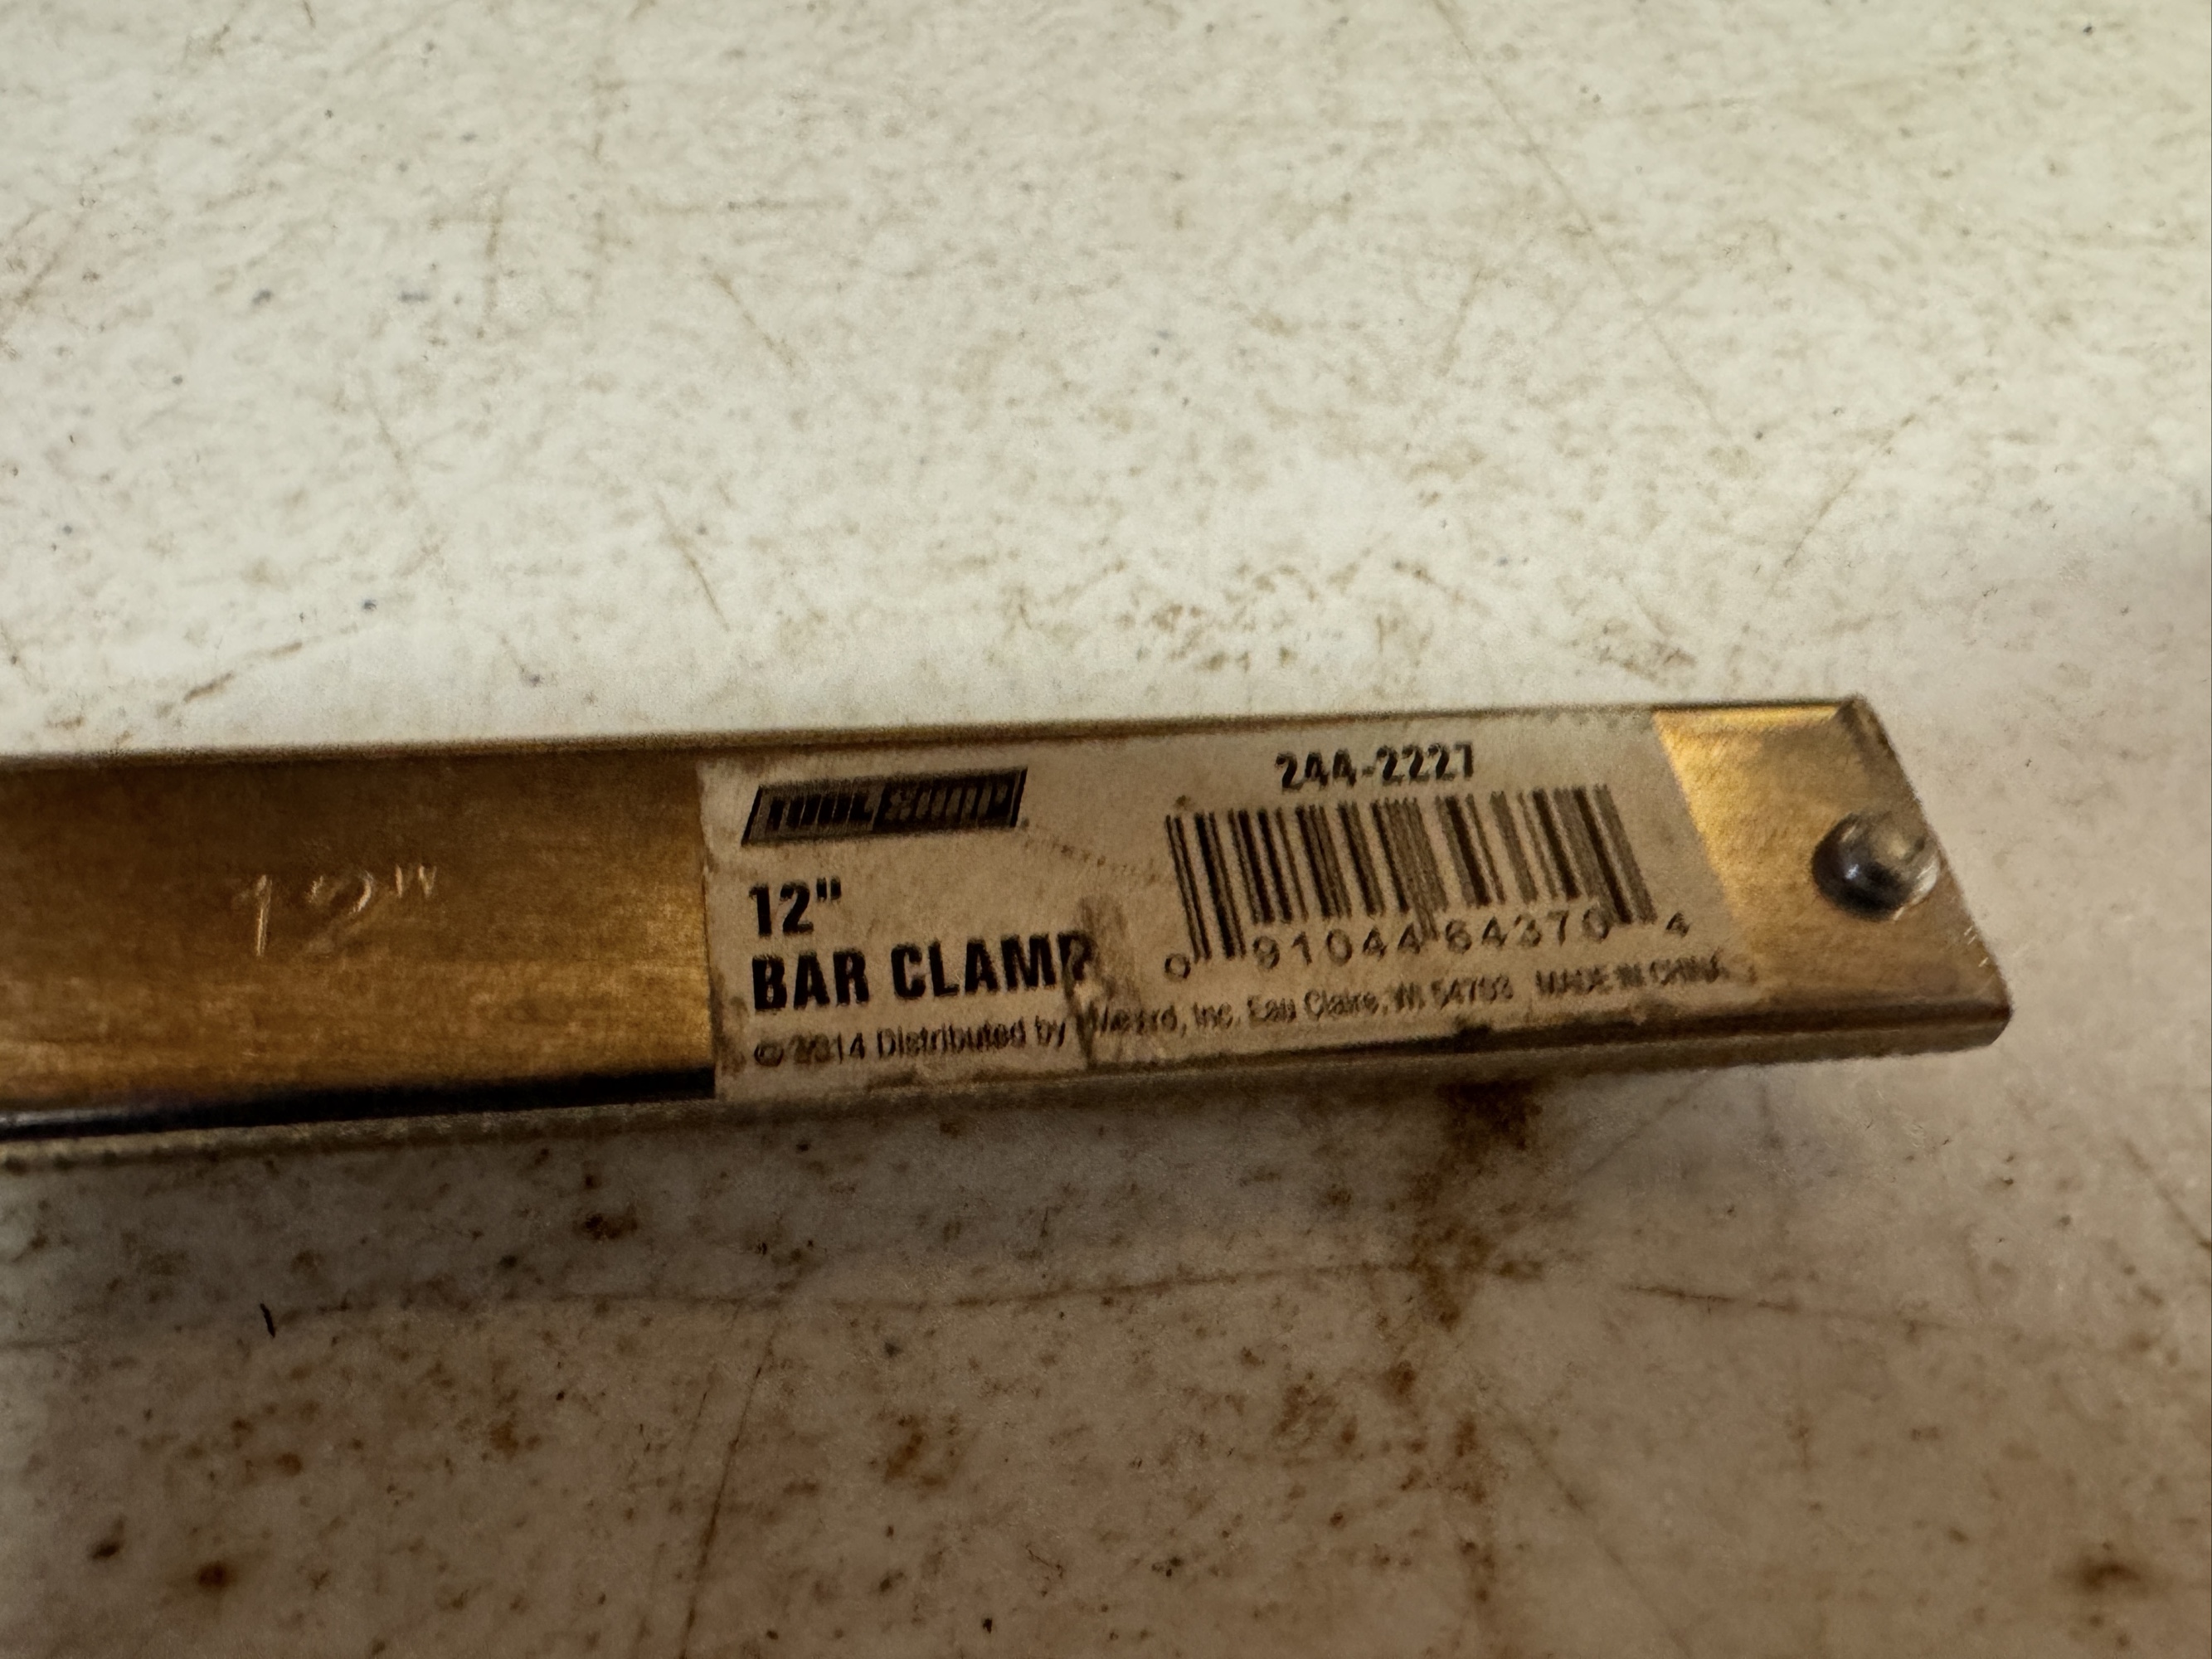 12"
TOOL SHOP
12"
BAR CLAMP
© 2014 Distributed by Inc. Eau Claire, WI 54703 MADE IN CHINA
244-2227
0 91044 64370 4